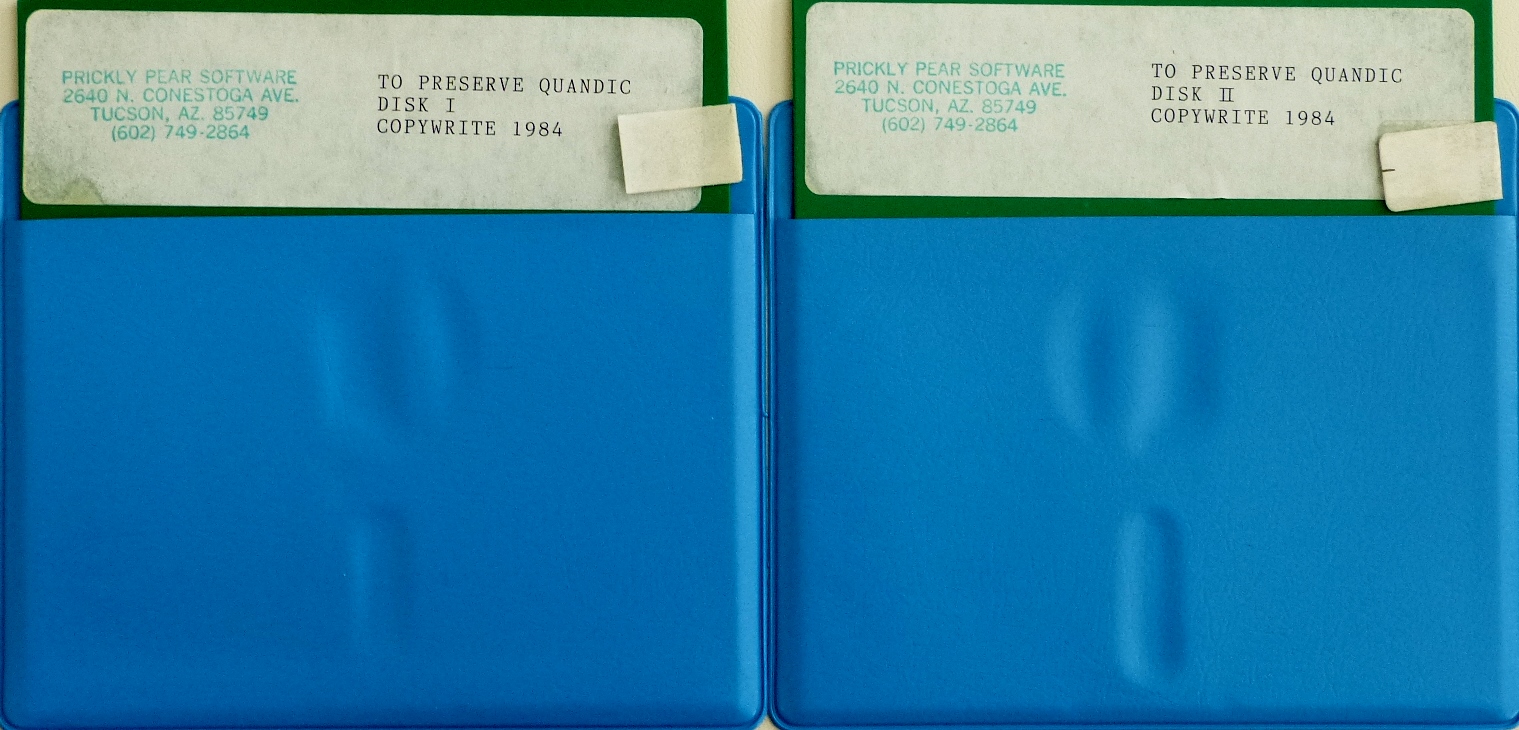 PRICKLY PEAR SOFTWARE
2640 N. CONESTOGA AVE.
TUCSON, AZ. 85749
(602) 749-2864
TO PRESERVE QUANDIC
DISK I
COPYWRITE 1984
PRICKLY PEAR SOFTWARE
2640 N. CONESTOGA AVE.
TUCSON, AZ. 85749
(602) 749-2864
TO PRESERVE QUANDIC
DISK II
COPYWRITE 1984